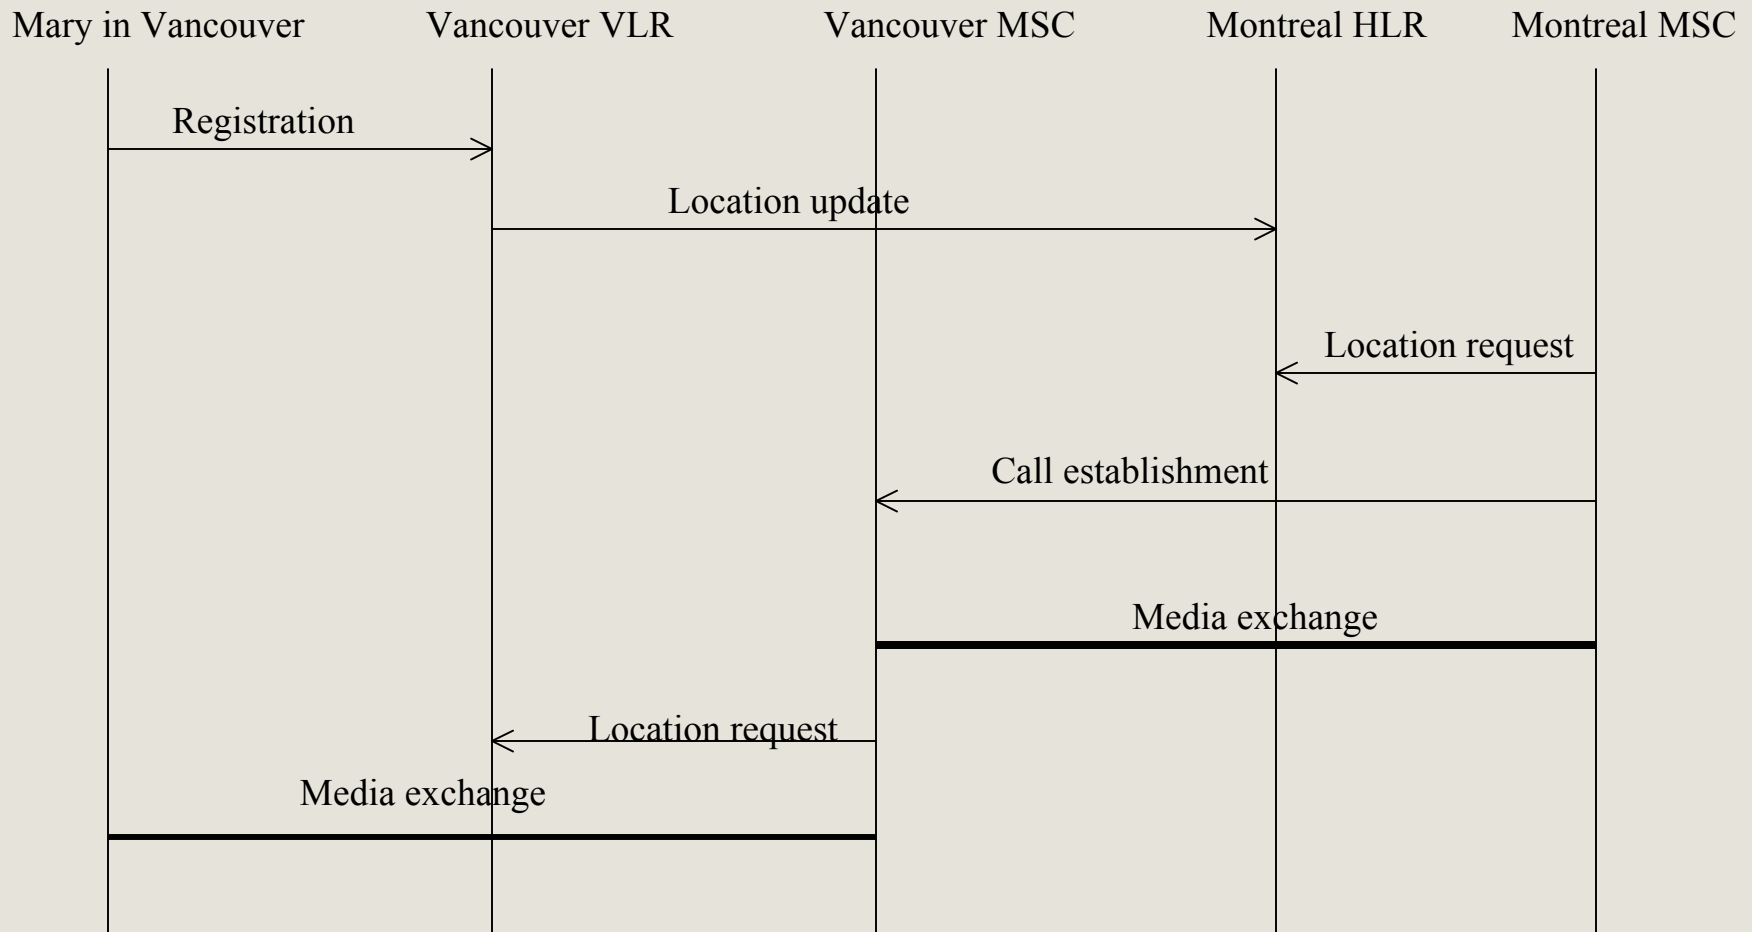 Mary in Vancouver
Vancouver VLR
Vancouver MSC
Montreal HLR
Montreal MSC
Registration
Location update
Location request
Call establishment
Media exchange
Location request
Media exchange